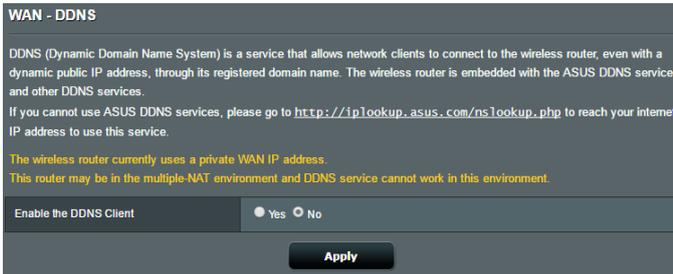 WAN - DDNS
DDNS (Dynamic Domain Name System) is a service that allows network clients to connect to the wireless router, even with a
dynamic public IP address, through its registered domain name. The wireless router is embedded with the ASUS DDNS service
and other DDNS services.
If you cannot use ASUS DDNS services, please go to http://iplookup.asus.com/nslookup.php to reach your internet
IP address to use this service.
The wireless router currently uses a private WAN IP address.
This router may be in the multiple-NAT environment and DDNS service cannot work in this environment.
Enable the DDNS Client Yes No
Apply